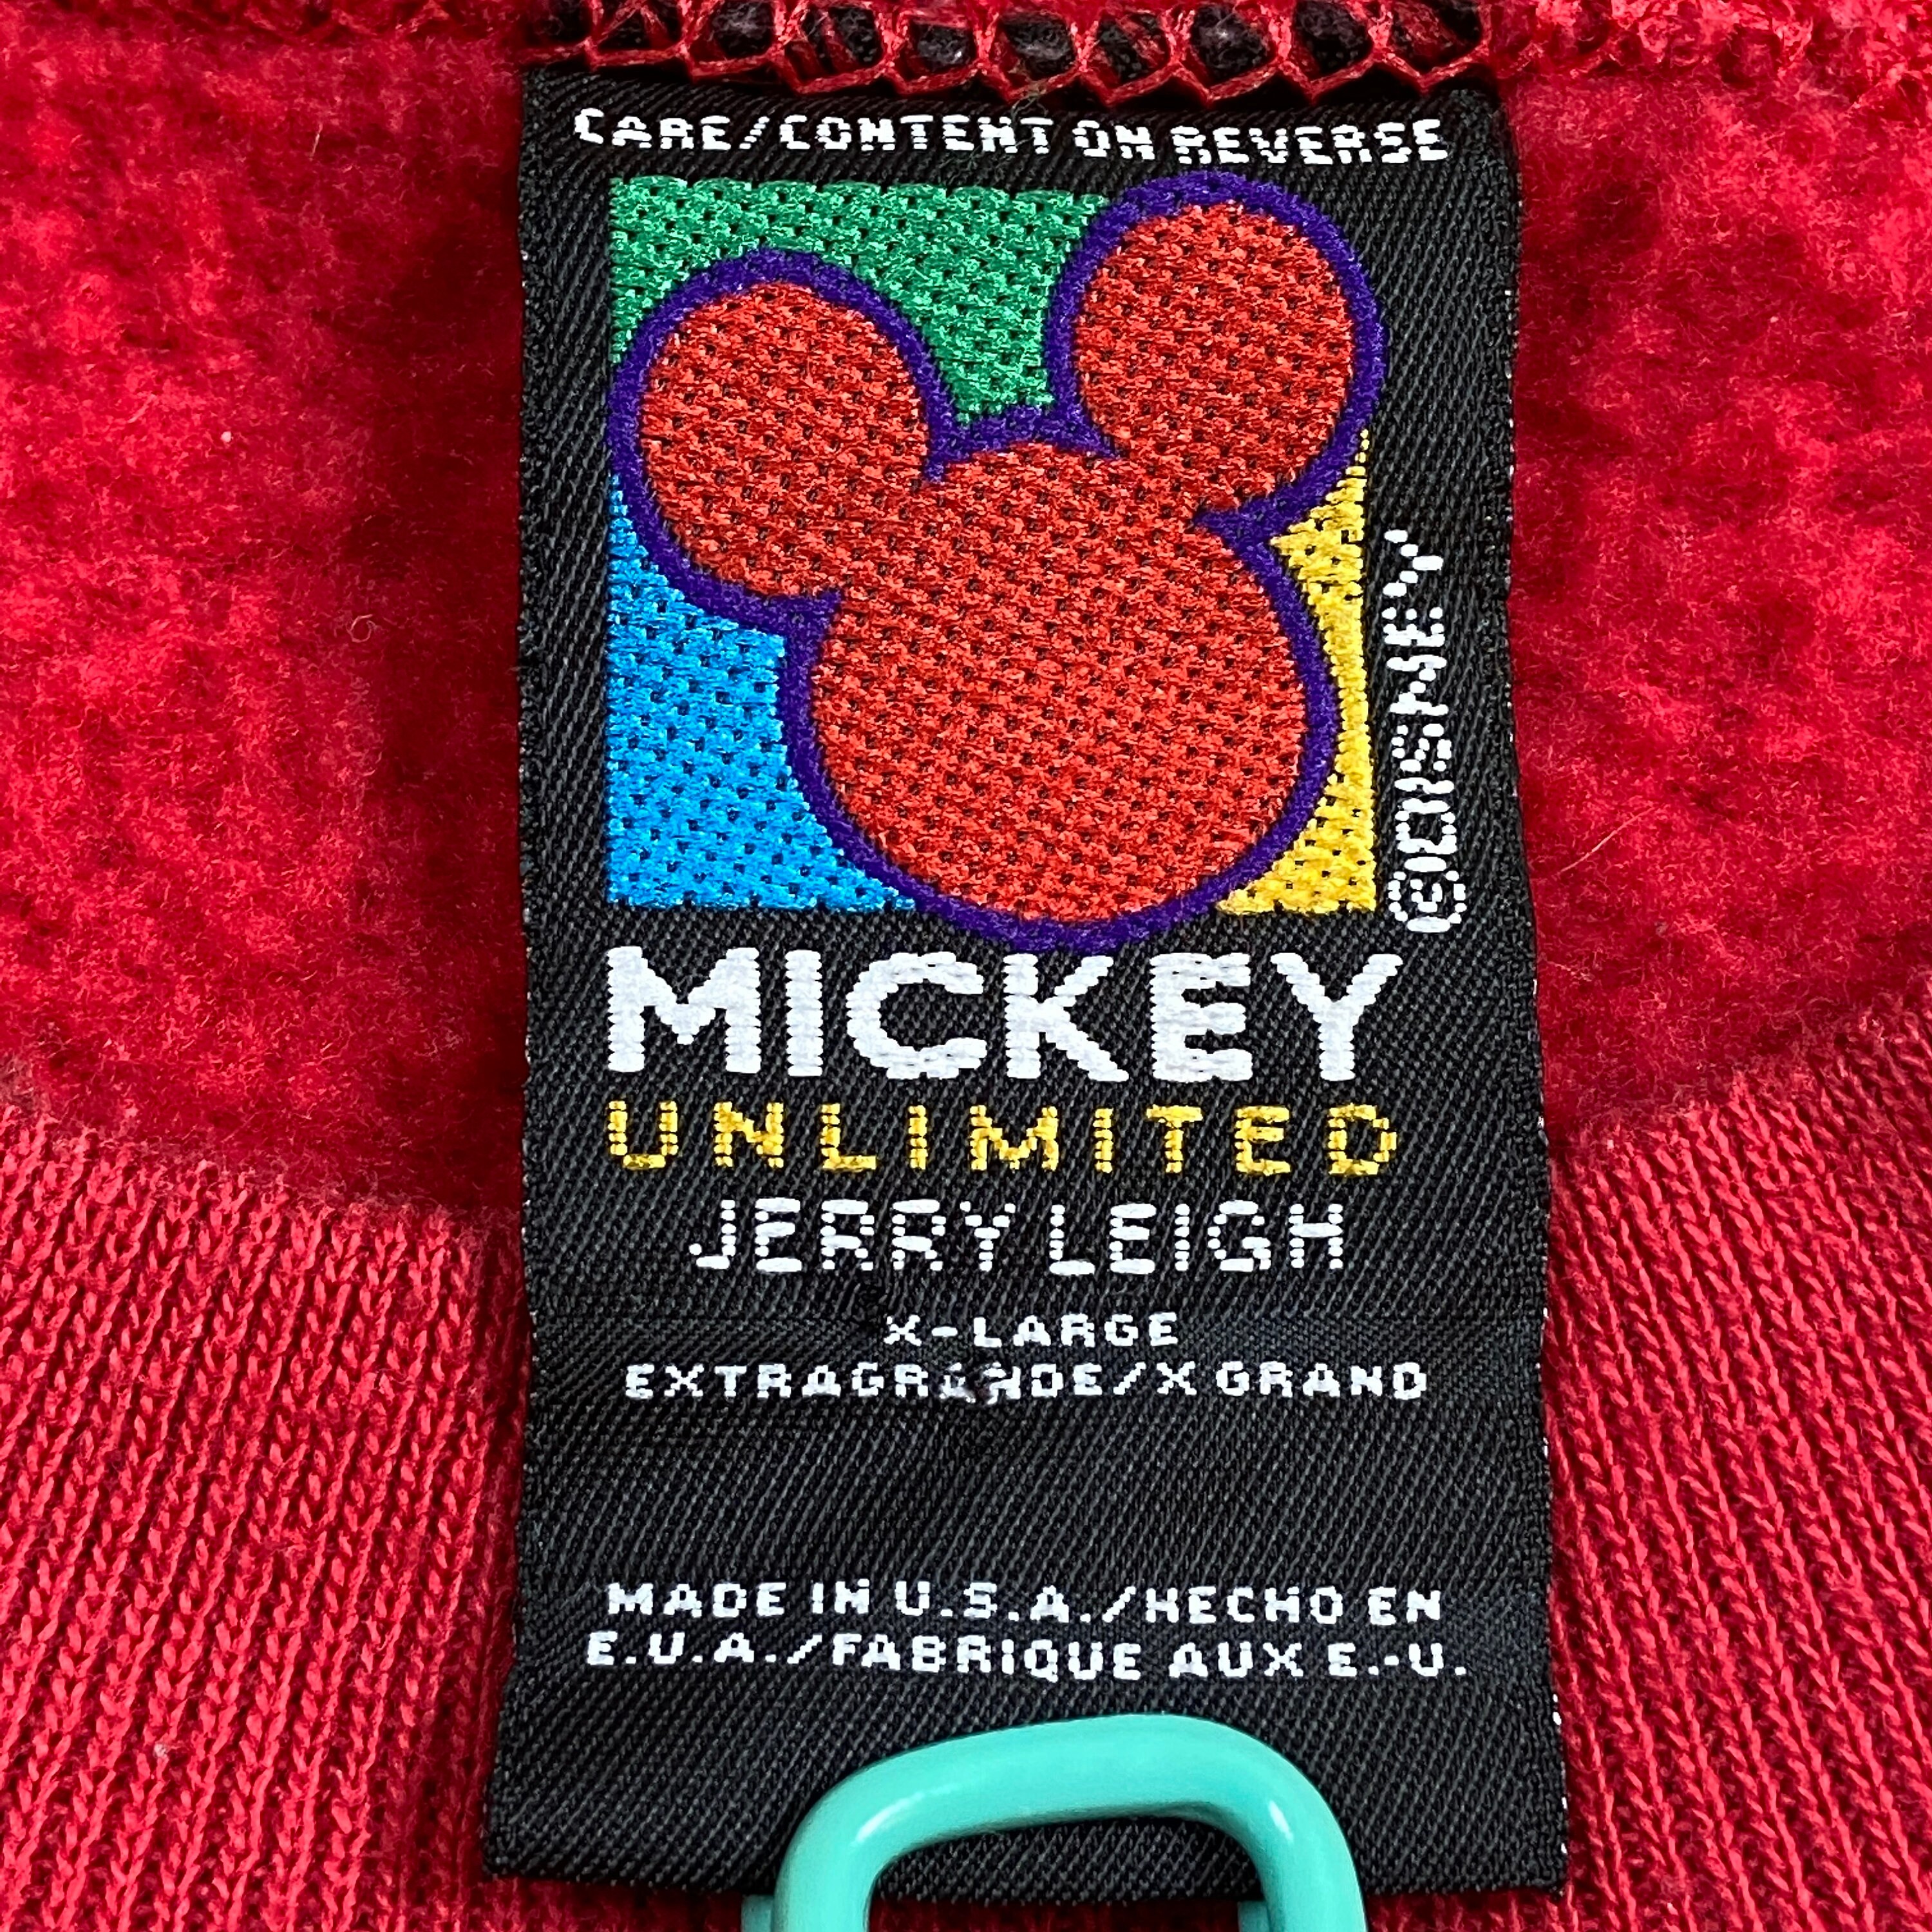 CARE/CONTENT ON REVERSE
©DISNEY
MICKEY
UNLIMITED
JERRY LEIGH
X-LARGE
EXTRAGRANDE/X GRAND
MADE IN U.S.A./HECHO EN
E.U.A./FABRIQUE AUX E.-U.